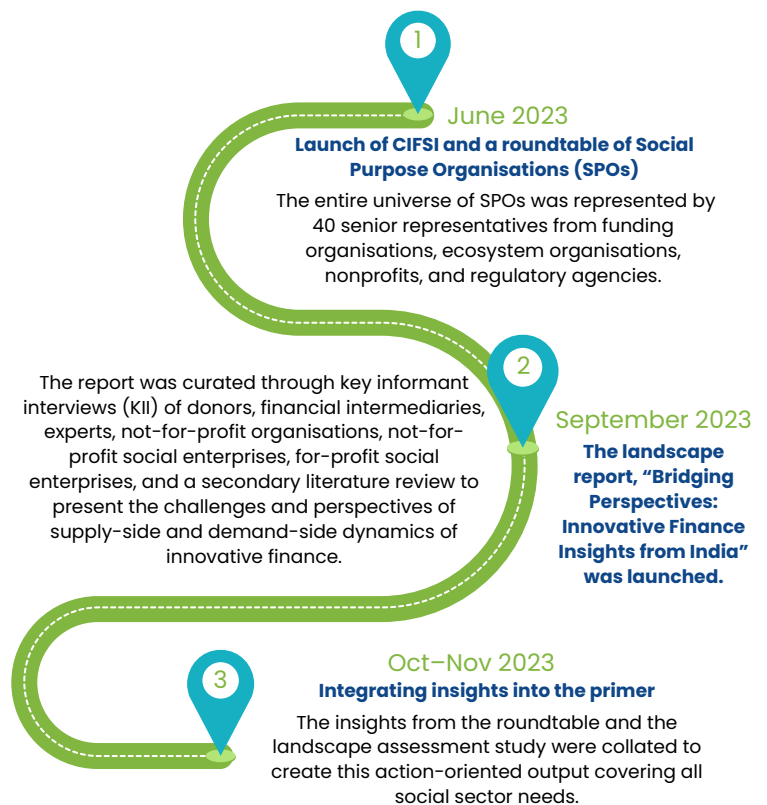 1
June 2023
Launch of CIFSI and a roundtable of Social
Purpose Organisations (SPOs)
The entire universe of SPOs was represented by
40 senior representatives from funding
organisations, ecosystem organisations,
nonprofits, and regulatory agencies.
2
September 2023
The landscape
report, “Bridging
Perspectives:
Innovative Finance
Insights from India”
was launched.
The report was curated through key informant
interviews (KII) of donors, financial intermediaries,
experts, not-for-profit organisations, not-for-
profit social enterprises, for-profit social
enterprises, and a secondary literature review to
present the challenges and perspectives of
supply-side and demand-side dynamics of
innovative finance.
3
Oct–Nov 2023
Integrating insights into the primer
The insights from the roundtable and the
landscape assessment study were collated to
create this action-oriented output covering all
social sector needs.